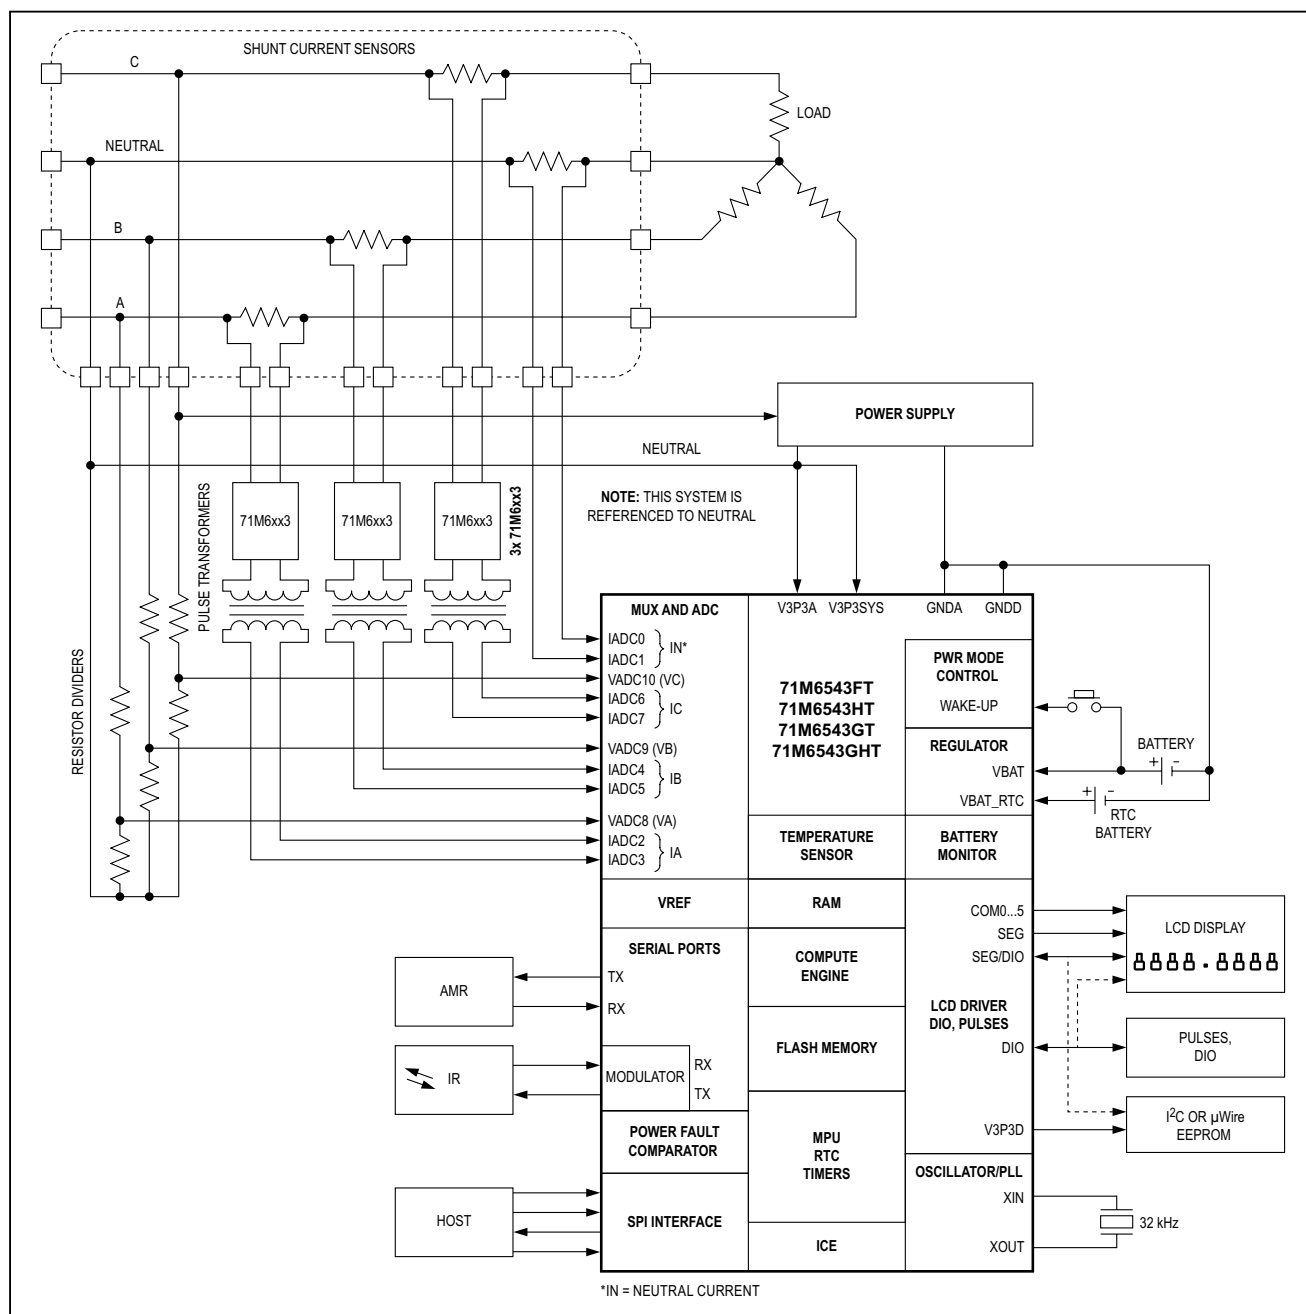 SHUNT CURRENT SENSORS
C
LOAD
NEUTRAL
B
A
POWER SUPPLY
NEUTRAL
NOTE: THIS SYSTEM IS
REFERENCED TO NEUTRAL
PULSE TRANSFORMERS
71M6xx3
71M6xx3
71M6xx3
3x 71M6xx3
RESISTOR DIVIDERS
MUX AND ADC
V3P3A
V3P3SYS
GNDA
GNDD
IADC0
IADC1
IN*
VADC10 (VC)
IADC6
IADC7
IC
VADC9 (VB)
IADC4
IADC5
IB
VADC8 (VA)
IADC2
IADC3
IA
71M6543FT
71M6543HT
71M6543GT
71M6543GHT
PWR MODE
CONTROL
WAKE-UP
REGULATOR
VBAT
VBAT_RTC
BATTERY
+ -
+ -
RTC
BATTERY
TEMPERATURE
SENSOR
BATTERY
MONITOR
VREF
RAM
COM0...5
SEG
SEG/DIO
LCD DISPLAY
8888.8888
SERIAL PORTS
TX
RX
AMR
COMPUTE
ENGINE
LCD DRIVER
DIO, PULSES
DIO
PULSES,
DIO
FLASH MEMORY
IR
MODULATOR
RX
TX
V3P3D
I2C OR µWire
EEPROM
POWER FAULT
COMPARATOR
MPU
RTC
TIMERS
OSCILLATOR/PLL
XIN
XOUT
32 kHz
HOST
SPI INTERFACE
ICE
*IN = NEUTRAL CURRENT